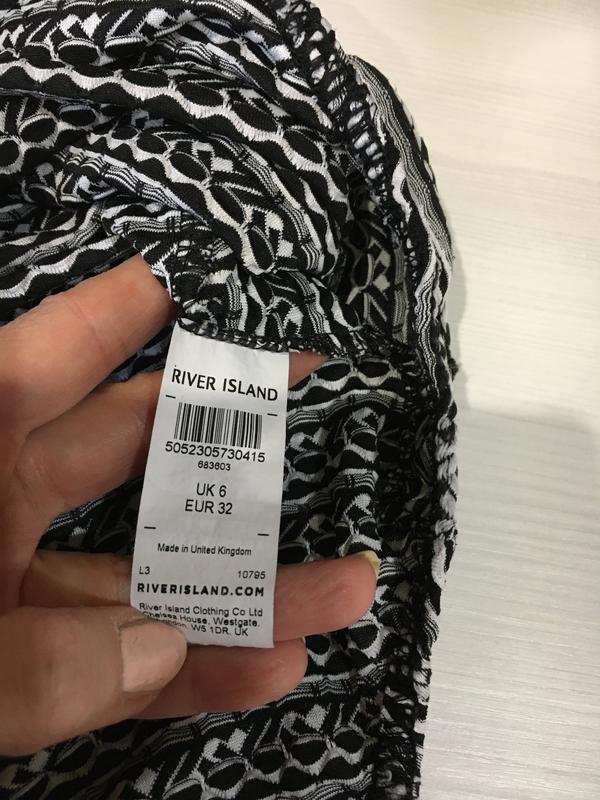 RIVER ISLAND
5052305730415
683603
UK 6
EUR 32
Made in United Kingdom
L3 10795
RIVERISLAND.COM
River Island Clothing Co Ltd
Chelsea House, Westgate,
W5 1DR. UK